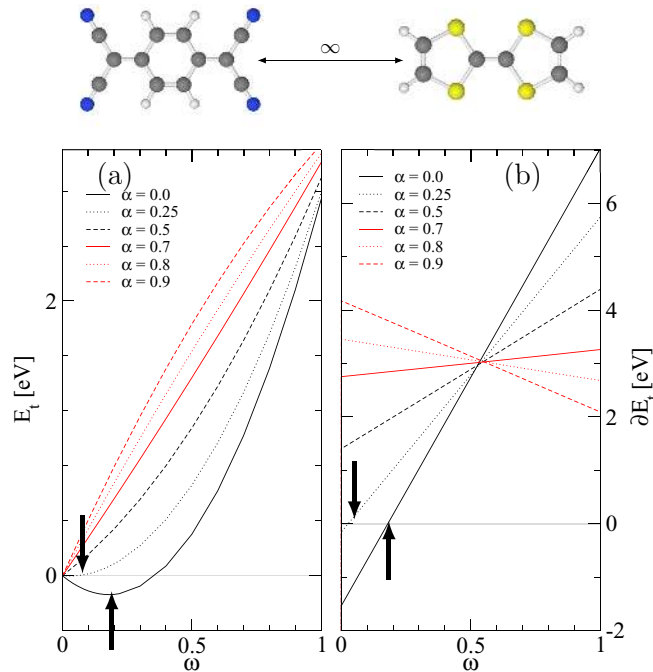 ∞
(a)
α = 0.0
α = 0.25
α = 0.5
α = 0.7
α = 0.8
α = 0.9
E_t [eV]
2
0
0 0.5 1
ω
(b)
α = 0.0
α = 0.25
α = 0.5
α = 0.7
α = 0.8
α = 0.9
6
4
2
0
-2
∂E_t [eV]
0 0.5 1
ω